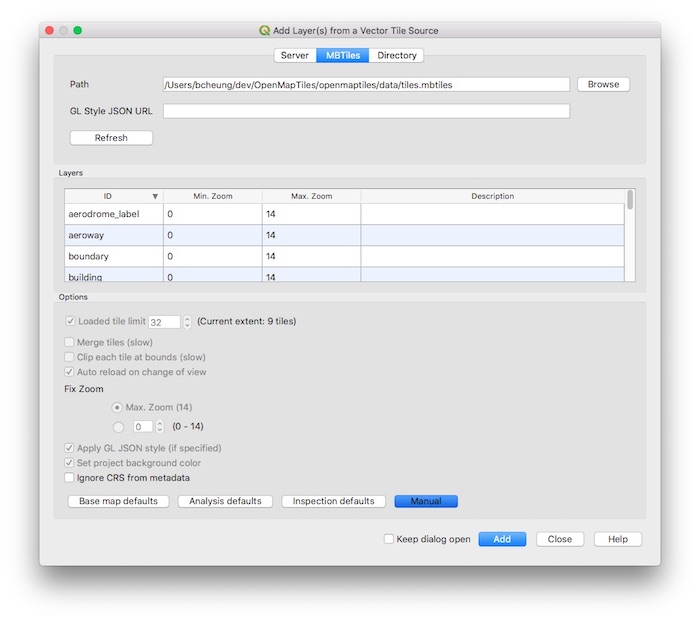 Add Layer(s) from a Vector Tile Source
Server MBTiles Directory
Path /Users/bcheung/dev/OpenMapTiles/openmaptiles/data/tiles.mbtiles Browse
GL Style JSON URL
Refresh
Layers
ID Min. Zoom Max. Zoom Description
aerodrome_label 0 14
aeroway 0 14
boundary 0 14
building 0 14
Options
Loaded tile limit 32 (Current extent: 9 tiles)
Merge tiles (slow)
Clip each tile at bounds (slow)
Auto reload on change of view
Fix Zoom
Max. Zoom (14)
0 (0 - 14)
Apply GL JSON style (if specified)
Set project background color
Ignore CRS from metadata
Base map defaults Analysis defaults Inspection defaults Manual
Keep dialog open Add Close Help